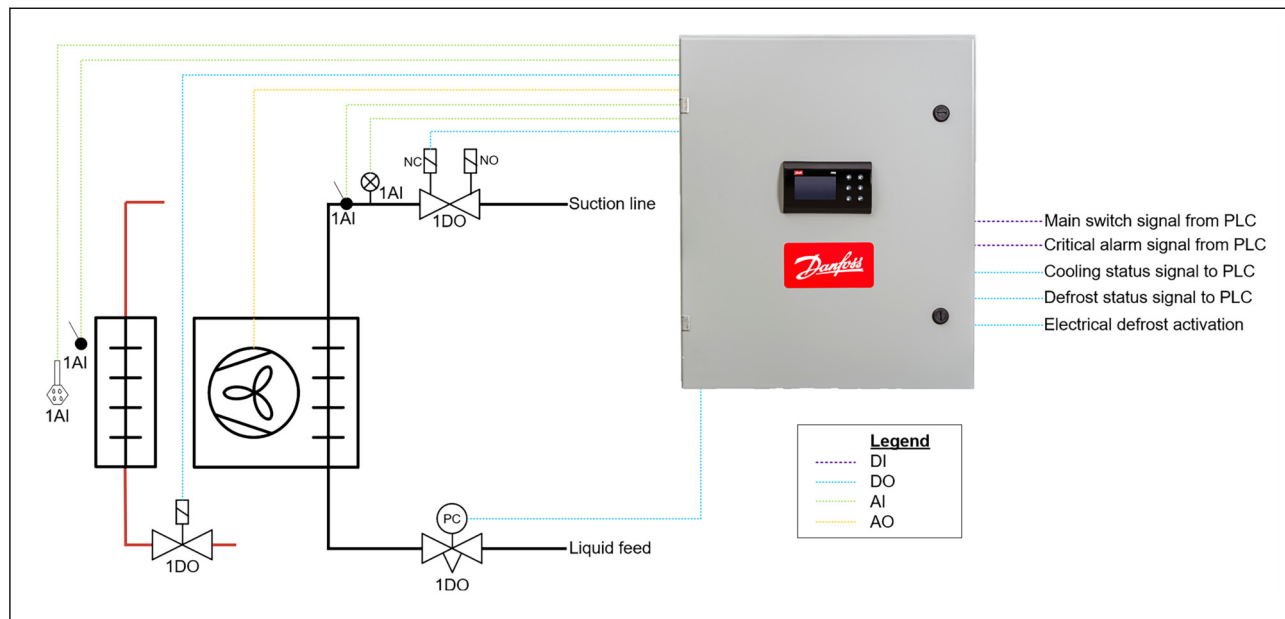 NC
NO
1AI
1AI
1DO
Suction line
Danfoss
Main switch signal from PLC
Critical alarm signal from PLC
Cooling status signal to PLC
Defrost status signal to PLC
Electrical defrost activation
1AI
1AI
Legend
DI
DO
AI
AO
PC
Liquid feed
1DO
1DO